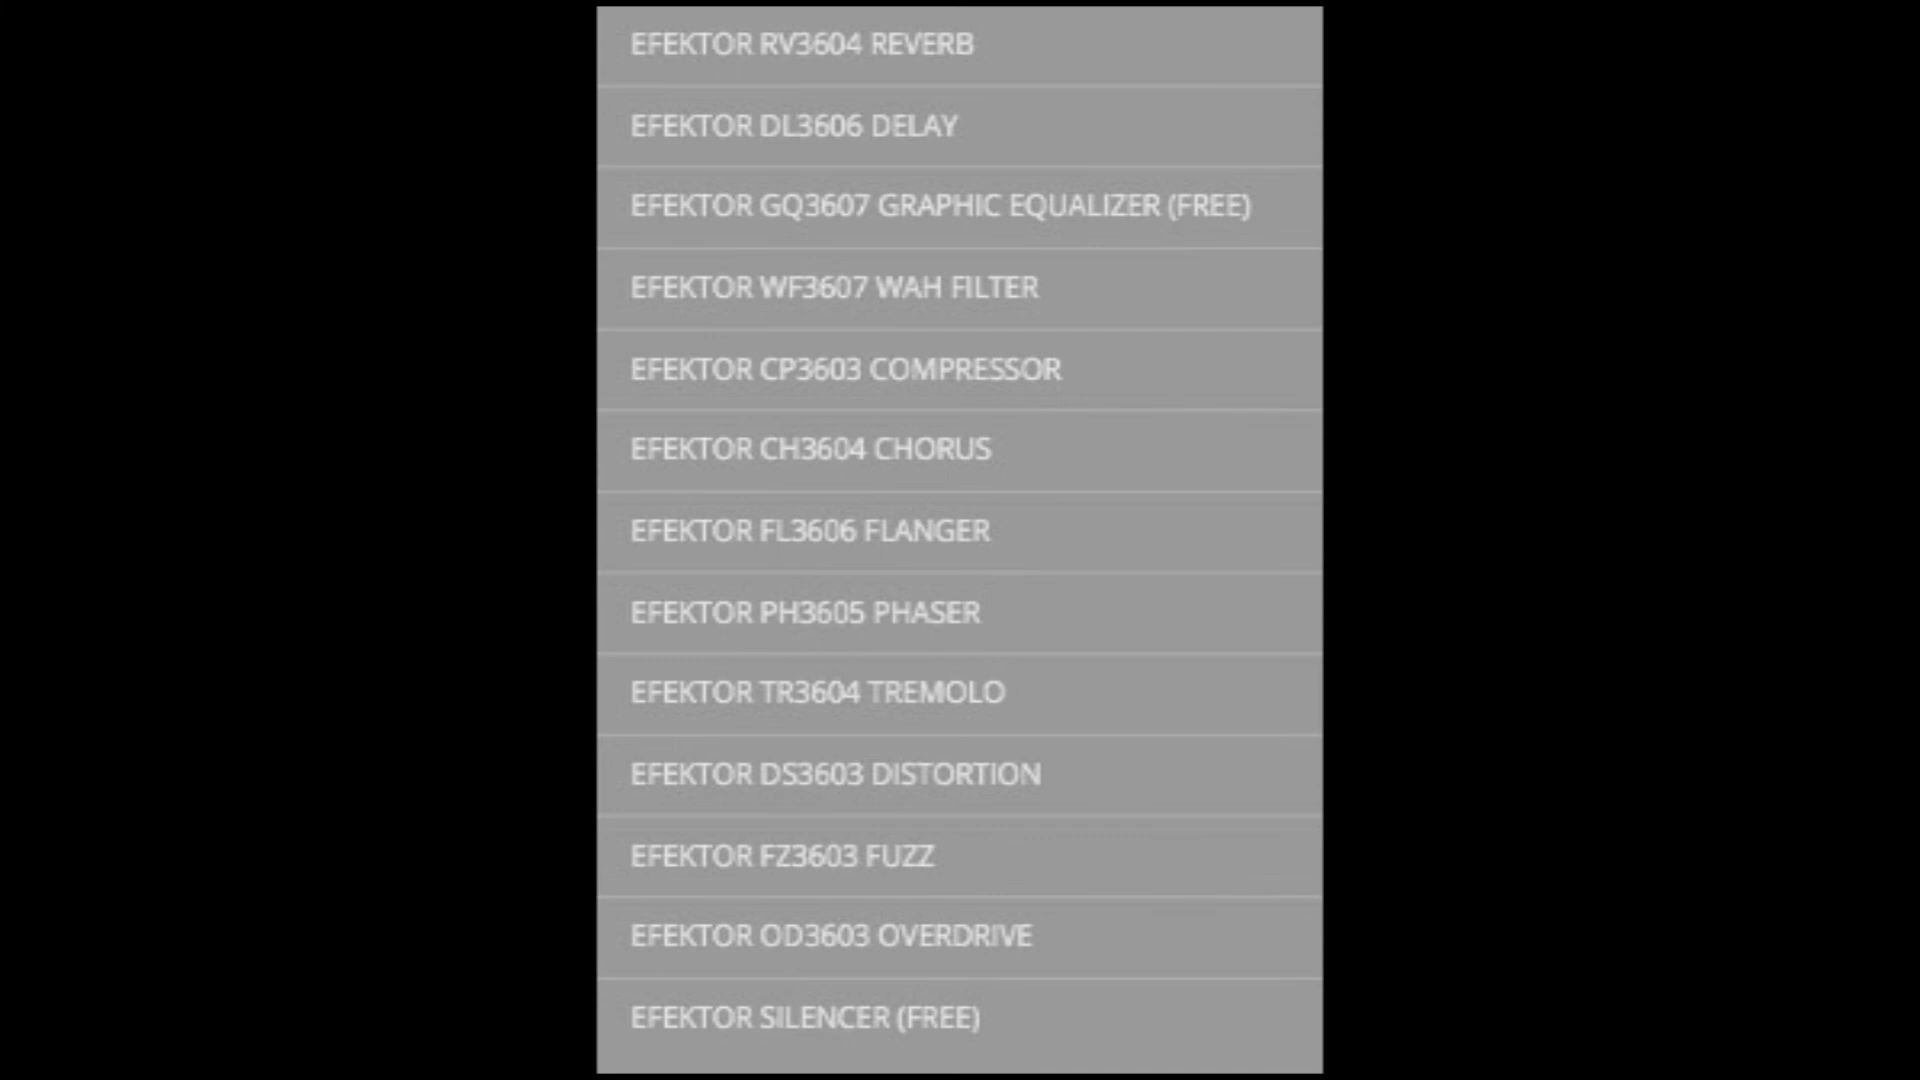 EFEKTOR RV3604 REVERB
EFEKTOR DL3606 DELAY
EFEKTOR GQ3607 GRAPHIC EQUALIZER (FREE)
EFEKTOR WF3607 WAH FILTER
EFEKTOR CP3603 COMPRESSOR
EFEKTOR CH3604 CHORUS
EFEKTOR FL3606 FLANGER
EFEKTOR PH3605 PHASER
EFEKTOR TR3604 TREMOLO
EFEKTOR DS3603 DISTORTION
EFEKTOR FZ3603 FUZZ
EFEKTOR OD3603 OVERDRIVE
EFEKTOR SILENCER (FREE)